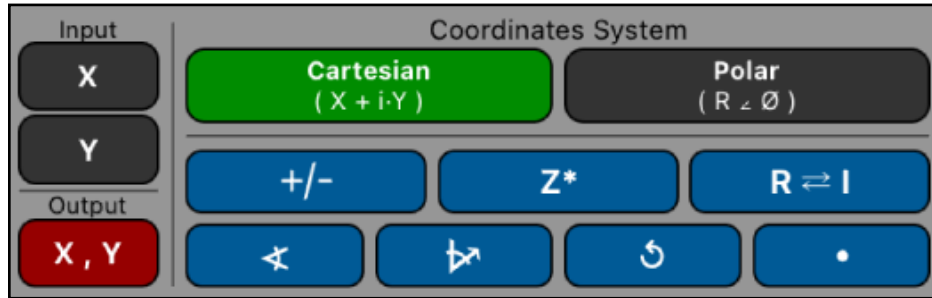 Input
Coordinates System
X
Cartesian
( X + i·Y )
Polar
( R ∠ Ø )
Y
+/-
Z*
R ⇄ I
Output
X , Y
∢
↺
•